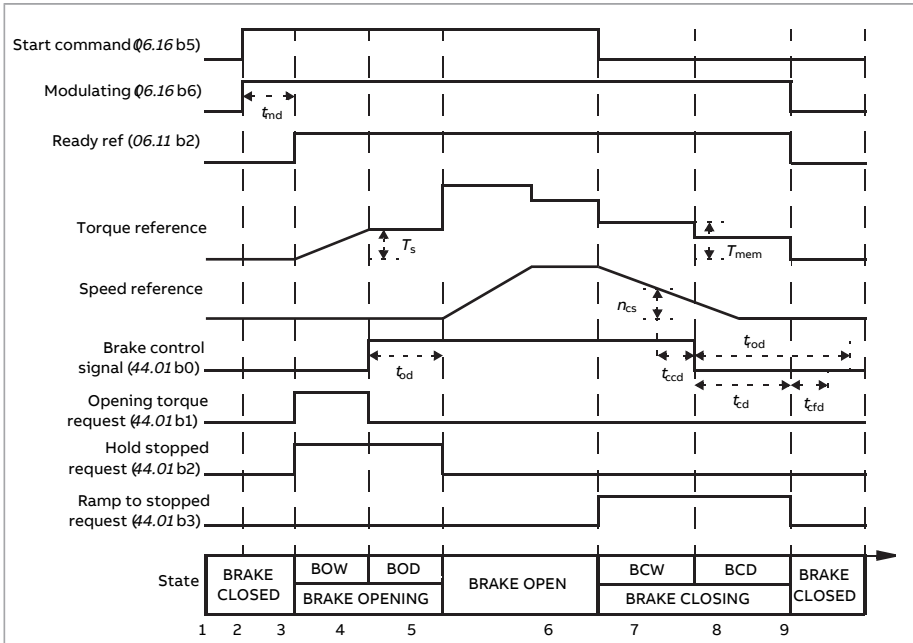 Start command (06.16 b5)
Modulating (06.16 b6)
tmd
Ready ref (06.11 b2)
Torque reference
Ts
Tmem
Speed reference
ncs
Brake control
signal (44.01 b0)
tod
tccd
trod
tcd
tcfd
Opening torque
request (44.01 b1)
Hold stopped
request (44.01 b2)
Ramp to stopped
request (44.01 b3)
State
BRAKE
CLOSED
BOW
BOD
BRAKE OPENING
BRAKE OPEN
BCW
BCD
BRAKE CLOSING
BRAKE
CLOSED
1 2 3 4 5 6 7 8 9